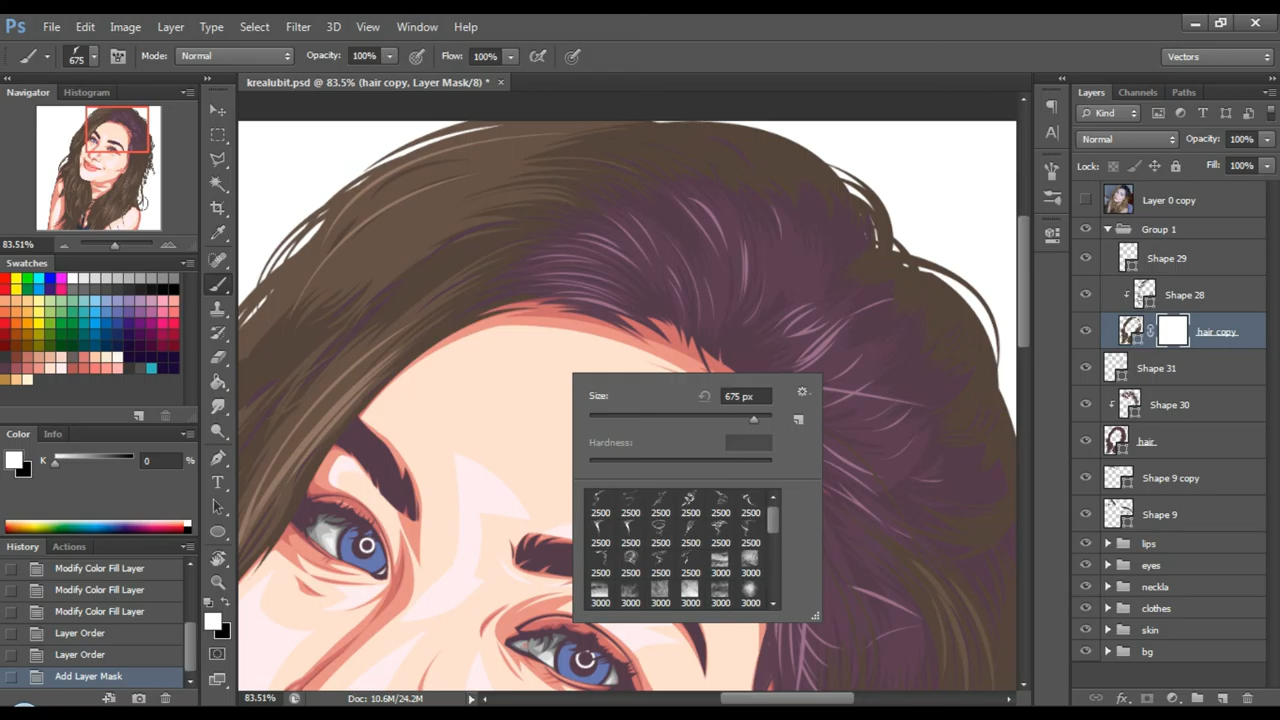 Ps File Edit Image Layer Type Select Filter 3D View Window Help
675 Mode: Normal Opacity: 100% Flow: 100% Vectors
krealubit.psd @ 83.5% (hair copy, Layer Mask/8) * ×
Navigator Histogram
83.51%
Swatches
Color Info
K 0 %
History Actions
Modify Color Fill Layer
Modify Color Fill Layer
Modify Color Fill Layer
Layer Order
Layer Order
Add Layer Mask
Size: 675 px
Hardness:
2500 2500 2500 2500 2500 2500
2500 2500 2500 2500 2500 2500
2500 2500 2500 2500 3000 3000
3000 3000 3000 3000 3000 3000
83.51% Doc: 10.6M/24.2M
Layers Channels Paths
Kind
Normal Opacity: 100%
Lock: Fill: 100%
Layer 0 copy
Group 1
Shape 29
Shape 28
hair copy
Shape 31
Shape 30
hair
Shape 9 copy
Shape 9
lips
eyes
neckla
clothes
skin
bg